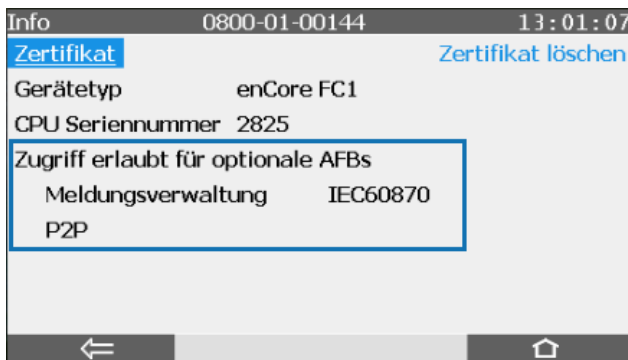 Info 0800-01-00144 13:01:07
Zertifikat Zertifikat löschen
Gerätetyp enCore FC1
CPU Seriennummer 2825
Zugriff erlaubt für optionale AFBs
Meldungsverwaltung IEC60870
P2P